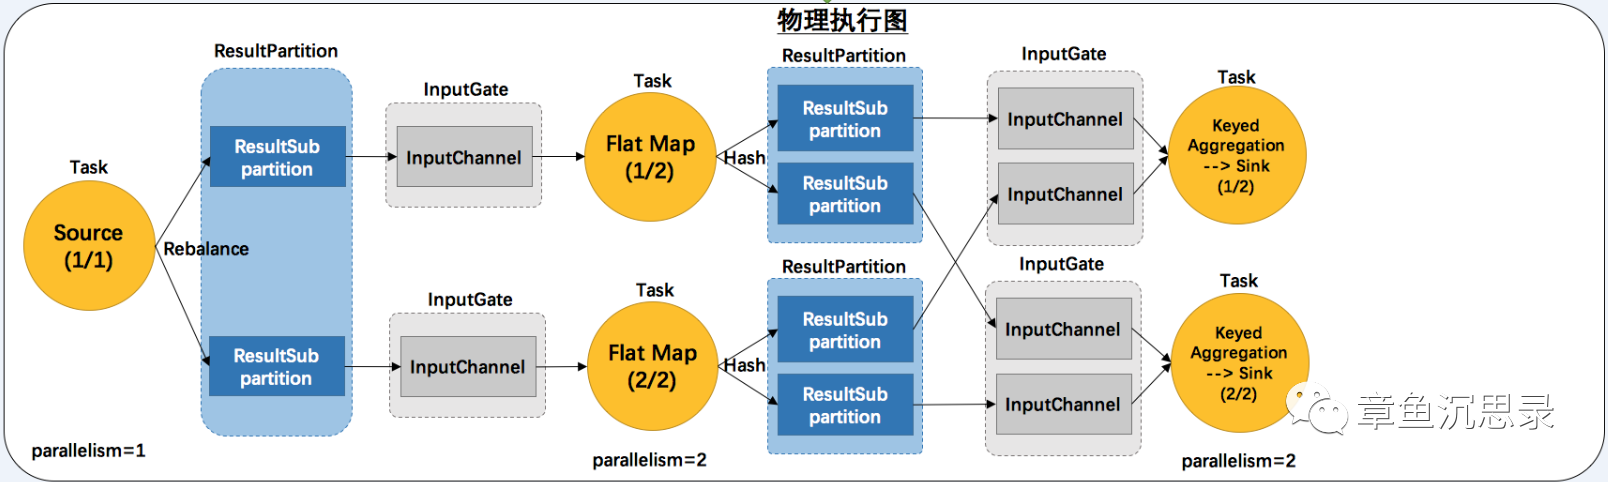 物理执行图
ResultPartition
ResultSub
partition
ResultSub
partition
Task
Source
(1/1)
Rebalance
parallelism=1
InputGate
InputChannel
InputGate
InputChannel
Task
Flat Map
(1/2)
Hash
Task
Flat Map
(2/2)
Hash
parallelism=2
ResultPartition
ResultSub
partition
ResultSub
partition
ResultPartition
ResultSub
partition
ResultSub
partition
InputGate
InputChannel
InputChannel
InputGate
InputChannel
InputChannel
Task
Keyed
Aggregation
--> Sink
(1/2)
Task
Keyed
Aggregation
--> Sink
(2/2)
parallelism=2
章鱼沉思录